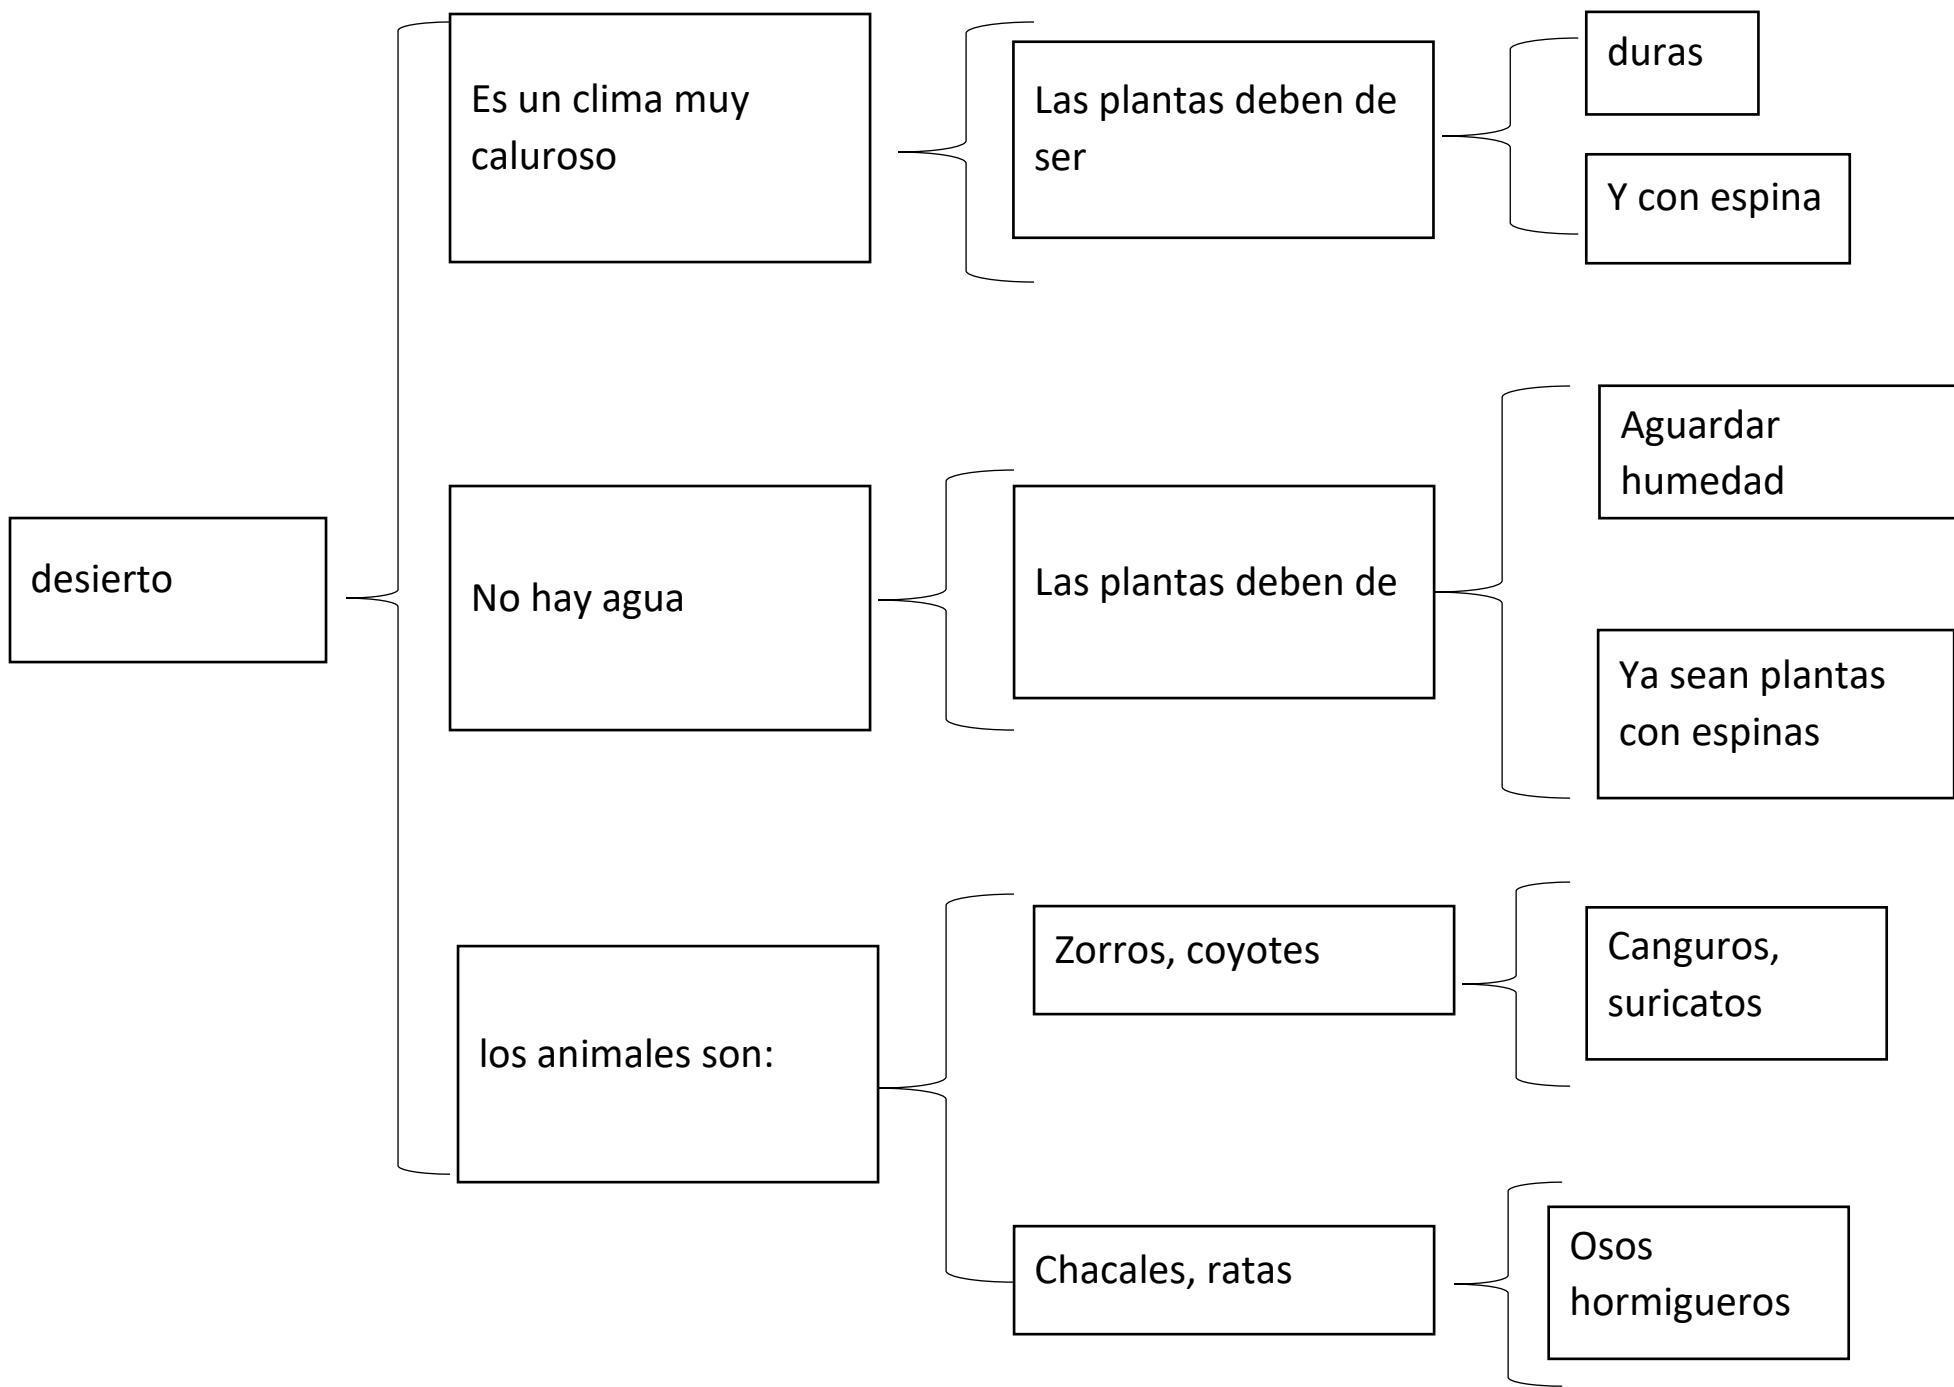 desierto
Es un clima muy
caluroso
Las plantas deben de
ser
duras
Y con espina
No hay agua
Las plantas deben de
Aguardar
humedad
Ya sean plantas
con espinas
los animales son:
Zorros, coyotes
Canguros,
suricatos
Chacales, ratas
Osos
hormigueros